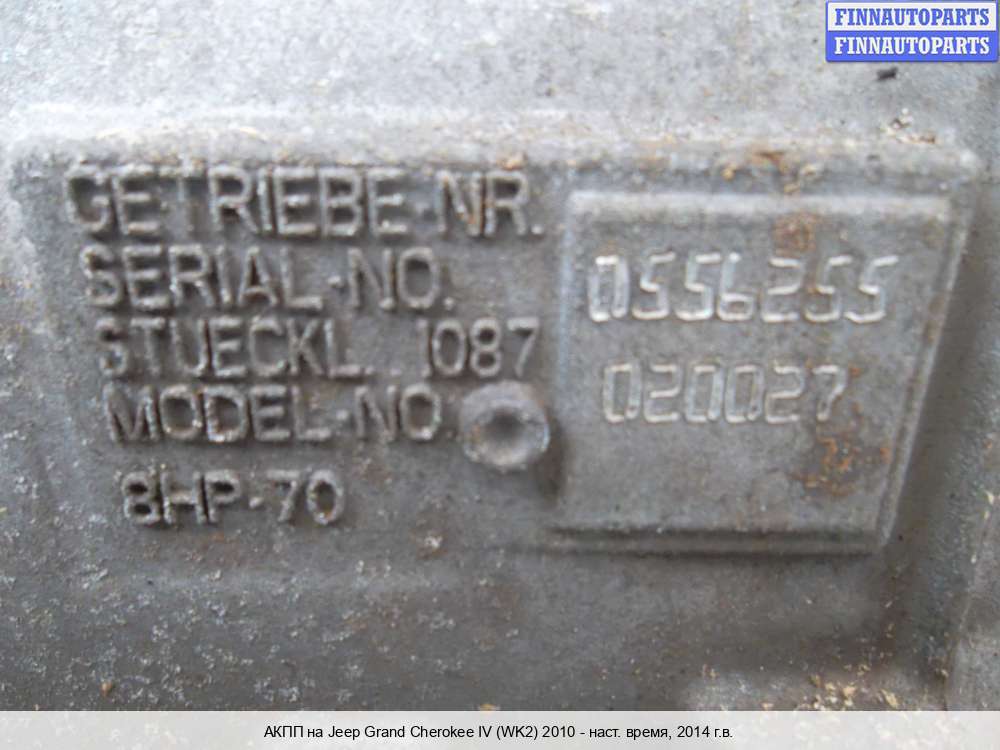 FINNAUTOPARTS
FINNAUTOPARTS
GETRIEBE-NR.
SERIAL-NO. 0556255
STUECKL. 1087
MODEL-NO. 020027
8HP-70
АКПП на Jeep Grand Cherokee IV (WK2) 2010 - наст. время, 2014 г.в.